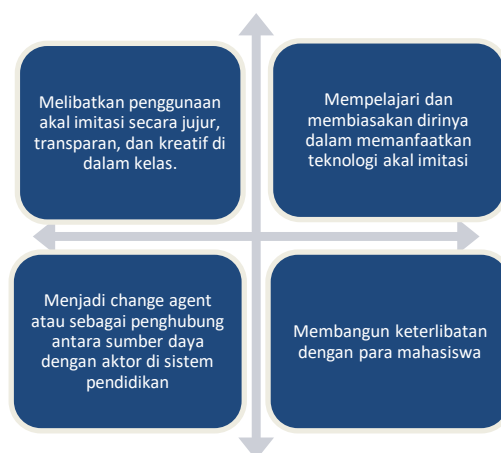 Melibatkan penggunaan
akal imitasi secara jujur,
transparan, dan kreatif di
dalam kelas.
Mempelajari dan
membiasakan dirinya
dalam memanfaatkan
teknologi akal imitasi
Menjadi change agent
atau sebagai penghubung
antara sumber daya
dengan aktor di sistem
pendidikan
Membangun keterlibatan
dengan para mahasiswa